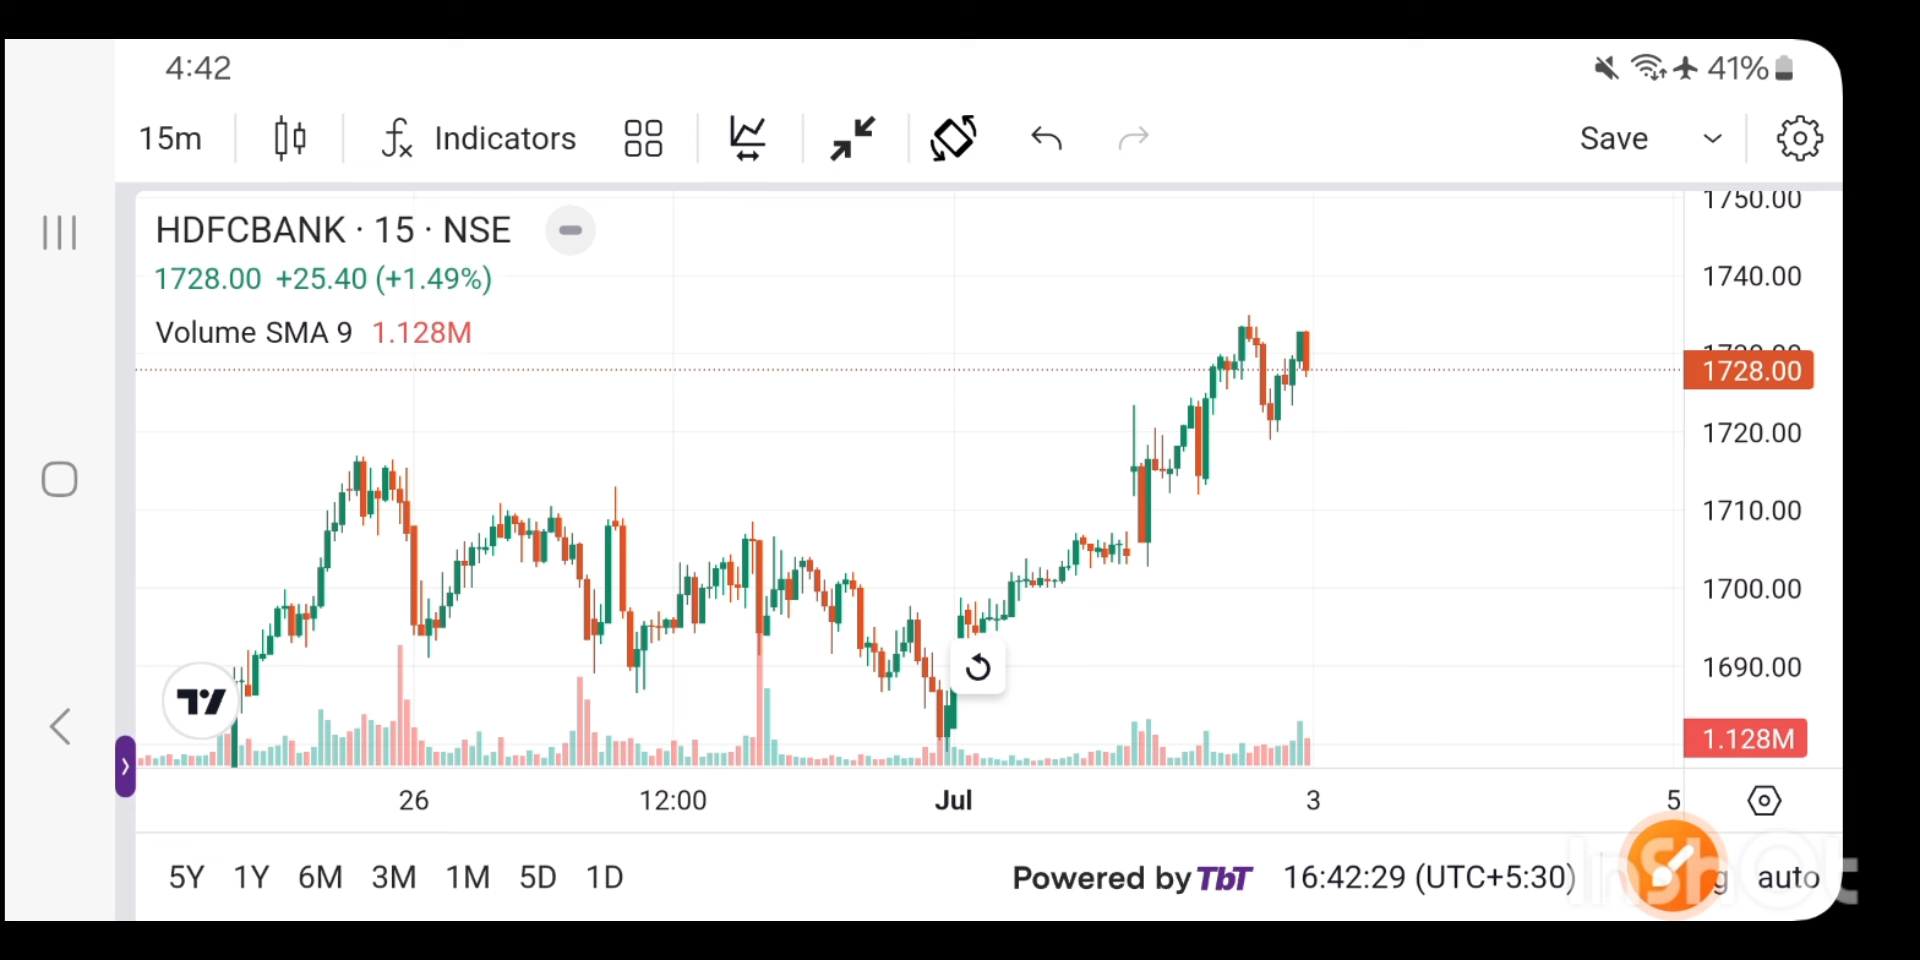 4:42
41%
15m
Indicators
Save
HDFCBANK · 15 · NSE
1728.00 +25.40 (+1.49%)
Volume SMA 9 1.128M
1750.00
1740.00
1728.00
1720.00
1710.00
1700.00
1690.00
1.128M
26 12:00 Jul 3 5
5Y 1Y 6M 3M 1M 5D 1D
Powered by TbT
16:42:29 (UTC+5:30)
auto
InShOt